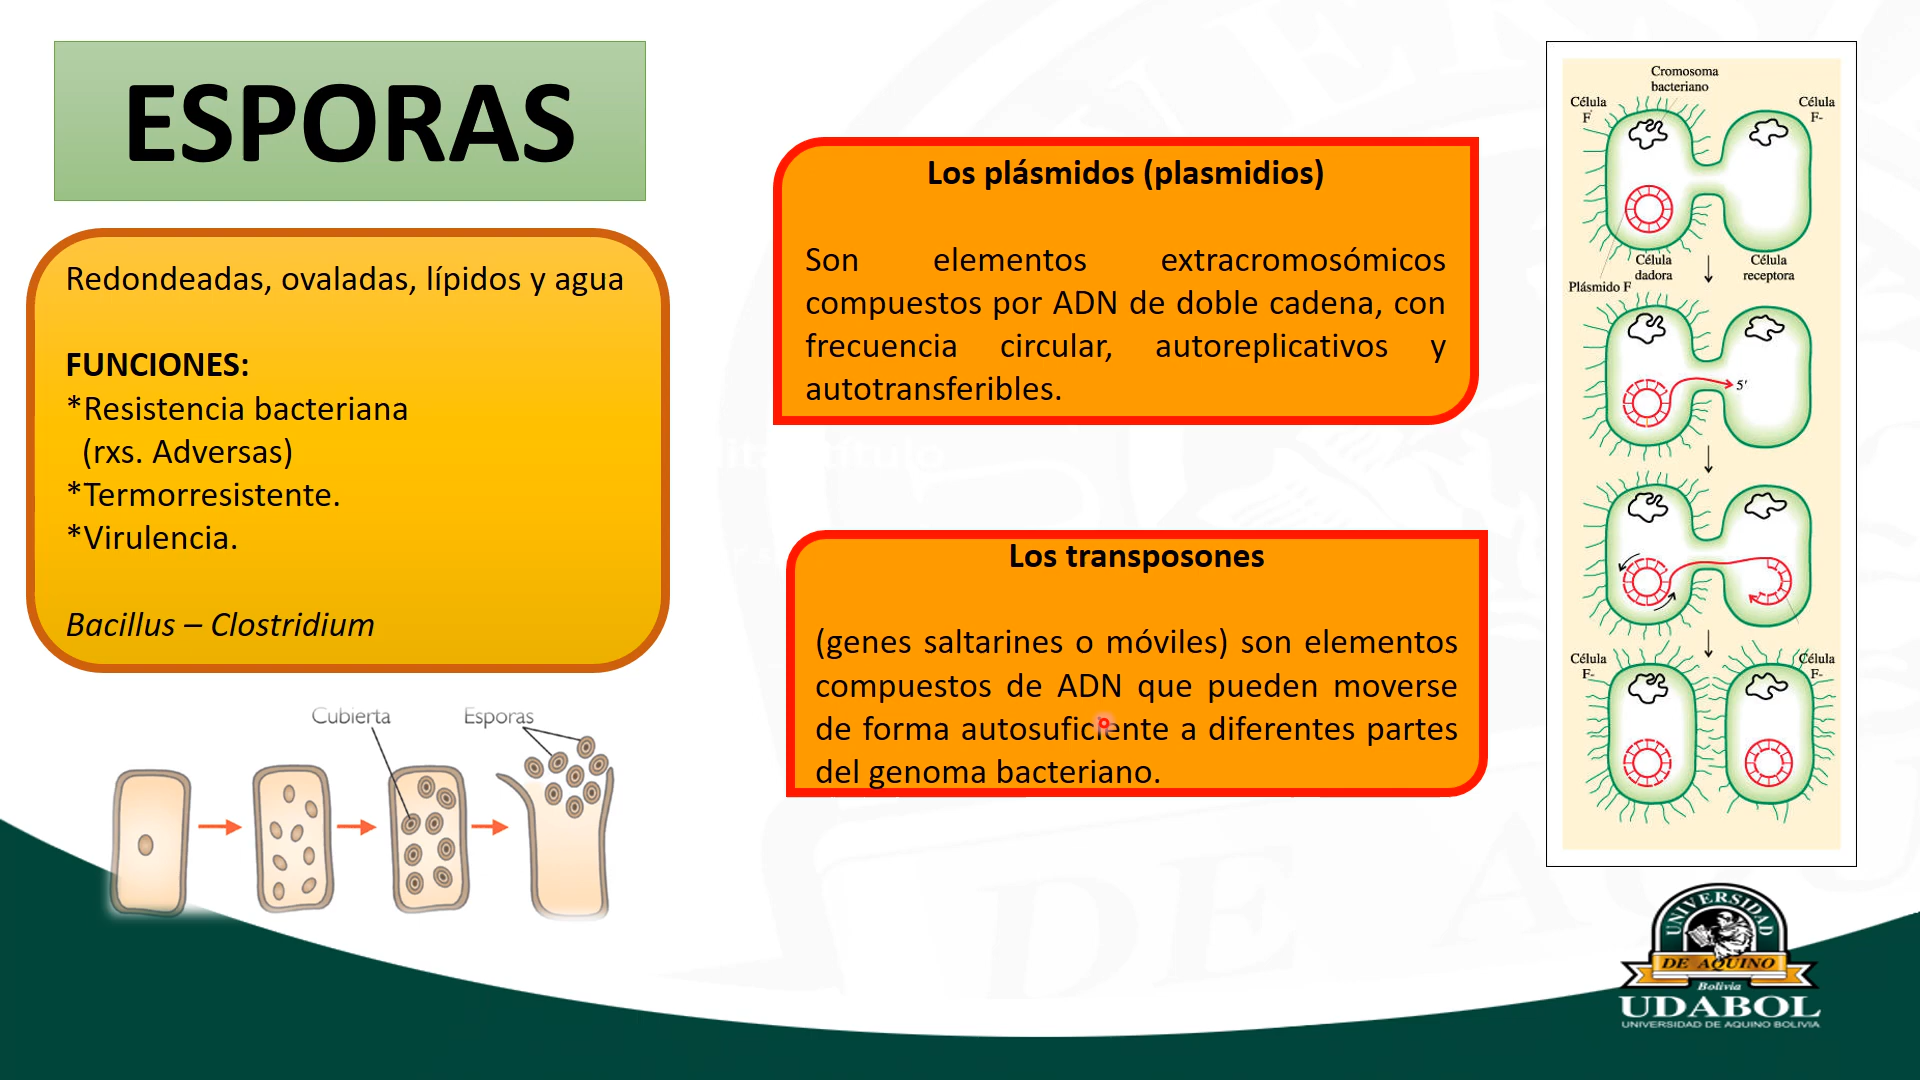 ESPORAS
Redondeadas, ovaladas, lípidos y agua
FUNCIONES:
*Resistencia bacteriana
(rxs. Adversas)
*Termorresistente.
*Virulencia.
Bacillus – Clostridium
Cubierta
Esporas
Los plásmidos (plasmidios)
Son elementos extracromosómicos
compuestos por ADN de doble cadena, con
frecuencia circular, autoreplicativos y
autotransferibles.
Los transposones
(genes saltarines o móviles) son elementos
compuestos de ADN que pueden moverse
de forma autosuficiente a diferentes partes
del genoma bacteriano.
Cromosoma
bacteriano
Célula
F
Célula
F-
Célula
dadora
Célula
receptora
Plásmido F
5'
Célula
F-
Célula
F-
UNIVERSIDAD
DE AQUINO
Bolivia
UDABOL
UNIVERSIDAD DE AQUINO BOLIVIA